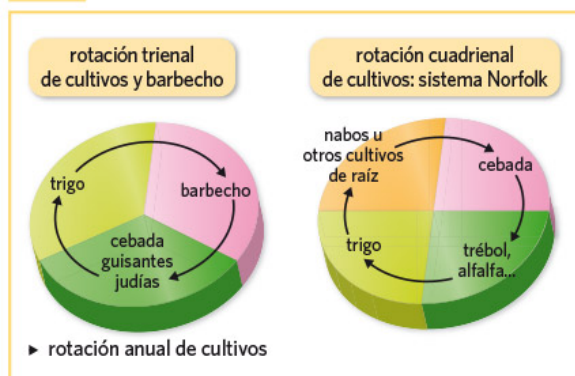 rotación trienal
de cultivos y barbecho
trigo
barbecho
cebada
guisantes
judías
rotación cuadrienal
de cultivos: sistema Norfolk
nabos u
otros cultivos
de raíz
cebada
trigo
trébol,
alfalfa...
► rotación anual de cultivos